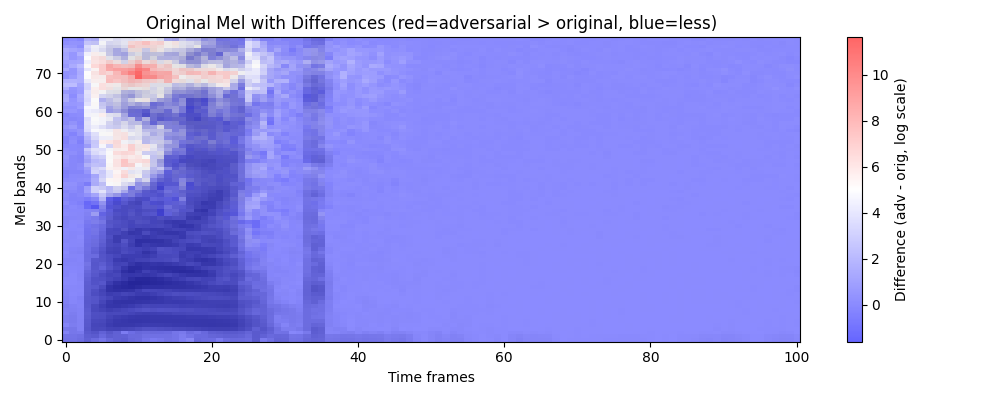 Original Mel with Differences (red=adversarial > original, blue=less)
70
60
50
40
30
20
10
0
Mel bands
0 20 40 60 80 100
Time frames
10
8
6
4
2
0
Difference (adv - orig, log scale)